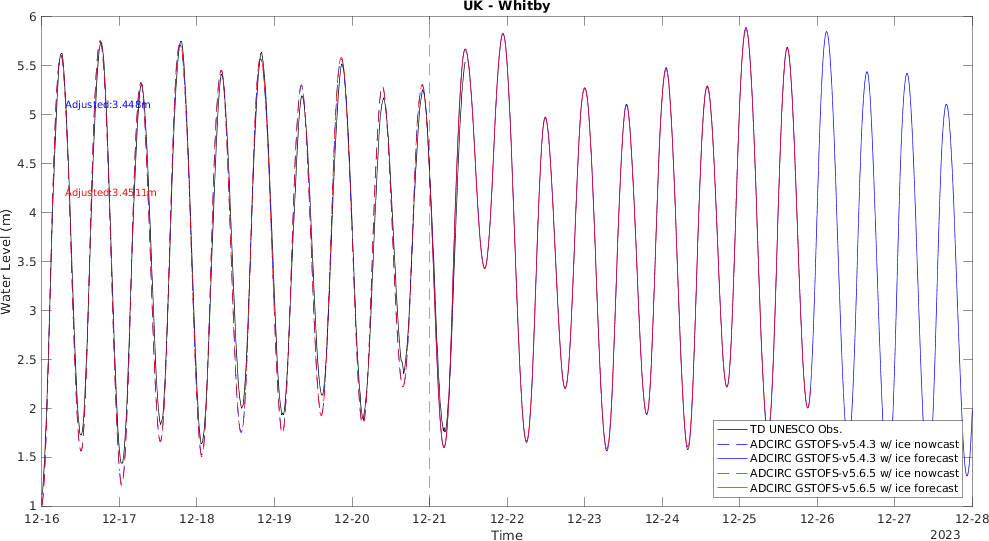 UK - Whitby
6
5.5
5
4.5
4
3.5
3
2.5
2
1.5
1
Water Level (m)
Adjusted:3.448m
Adjusted:3.4511m
TD UNESCO Obs.
ADCIRC GSTOFS-v5.4.3 w/ ice nowcast
ADCIRC GSTOFS-v5.4.3 w/ ice forecast
ADCIRC GSTOFS-v5.6.5 w/ ice nowcast
ADCIRC GSTOFS-v5.6.5 w/ ice forecast
12-16 12-17 12-18 12-19 12-20 12-21 12-22 12-23 12-24 12-25 12-26 12-27 12-28
Time
2023